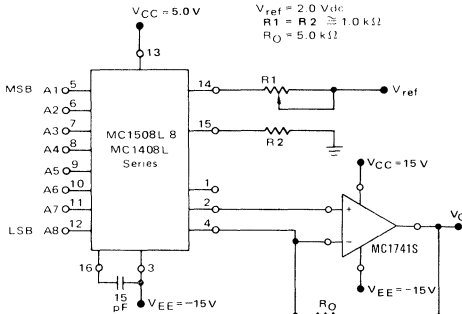 VCC = 5.0 V
Vref = 2.0 Vdc
R1 = R2 ≅ 1.0 kΩ
RO = 5.0 kΩ
13
MSB A1 5
14
R1
Vref
A2 6
A3 7
15
R2
MC1508L 8
MC1408L
Series
A4 8
A5 9
VCC = 15 V
A6 10
1
A7 11
2
+
VO
LSB A8 12
4
−
MC1741S
16
3
15
pF
VEE = −15V
VEE = −15V
RO